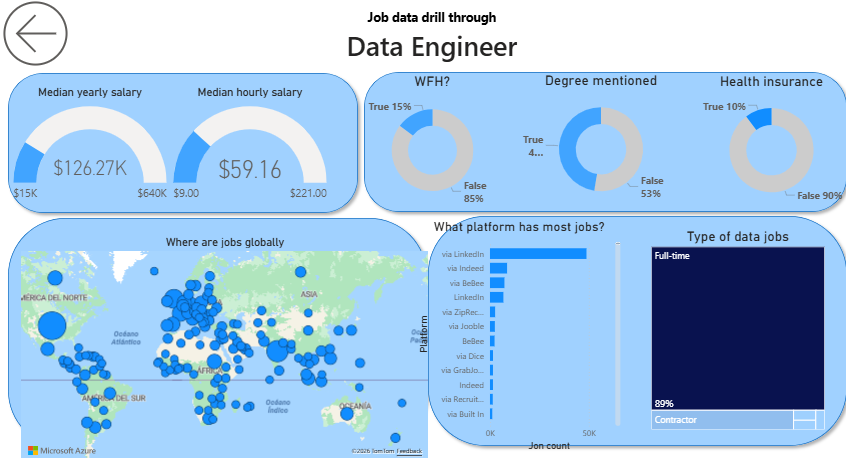 Job data drill through
Data Engineer
Median yearly salary
$126.27K
$15K
$640K
Median hourly salary
$59.16
$9.00
$221.00
WFH?
True 15%
False
85%
Degree mentioned
True
4...
False
53%
Health insurance
True 10%
False 90%
Where are jobs globally
AMÉRICA DEL SUR
ASIA
ÁFRICA
OCEANÍA
Océano
Atlántico
Océano
Índico
Microsoft Azure
©2026 TomTom Feedback
What platform has most jobs?
Platform
via LinkedIn
via Indeed
via BeBee
LinkedIn
via ZipRec...
via Jooble
BeBee
via Dice
via GrabJo...
Indeed
via Recruit...
via Built In
0K
50K
Jon count
Type of data jobs
Full-time
89%
Contractor